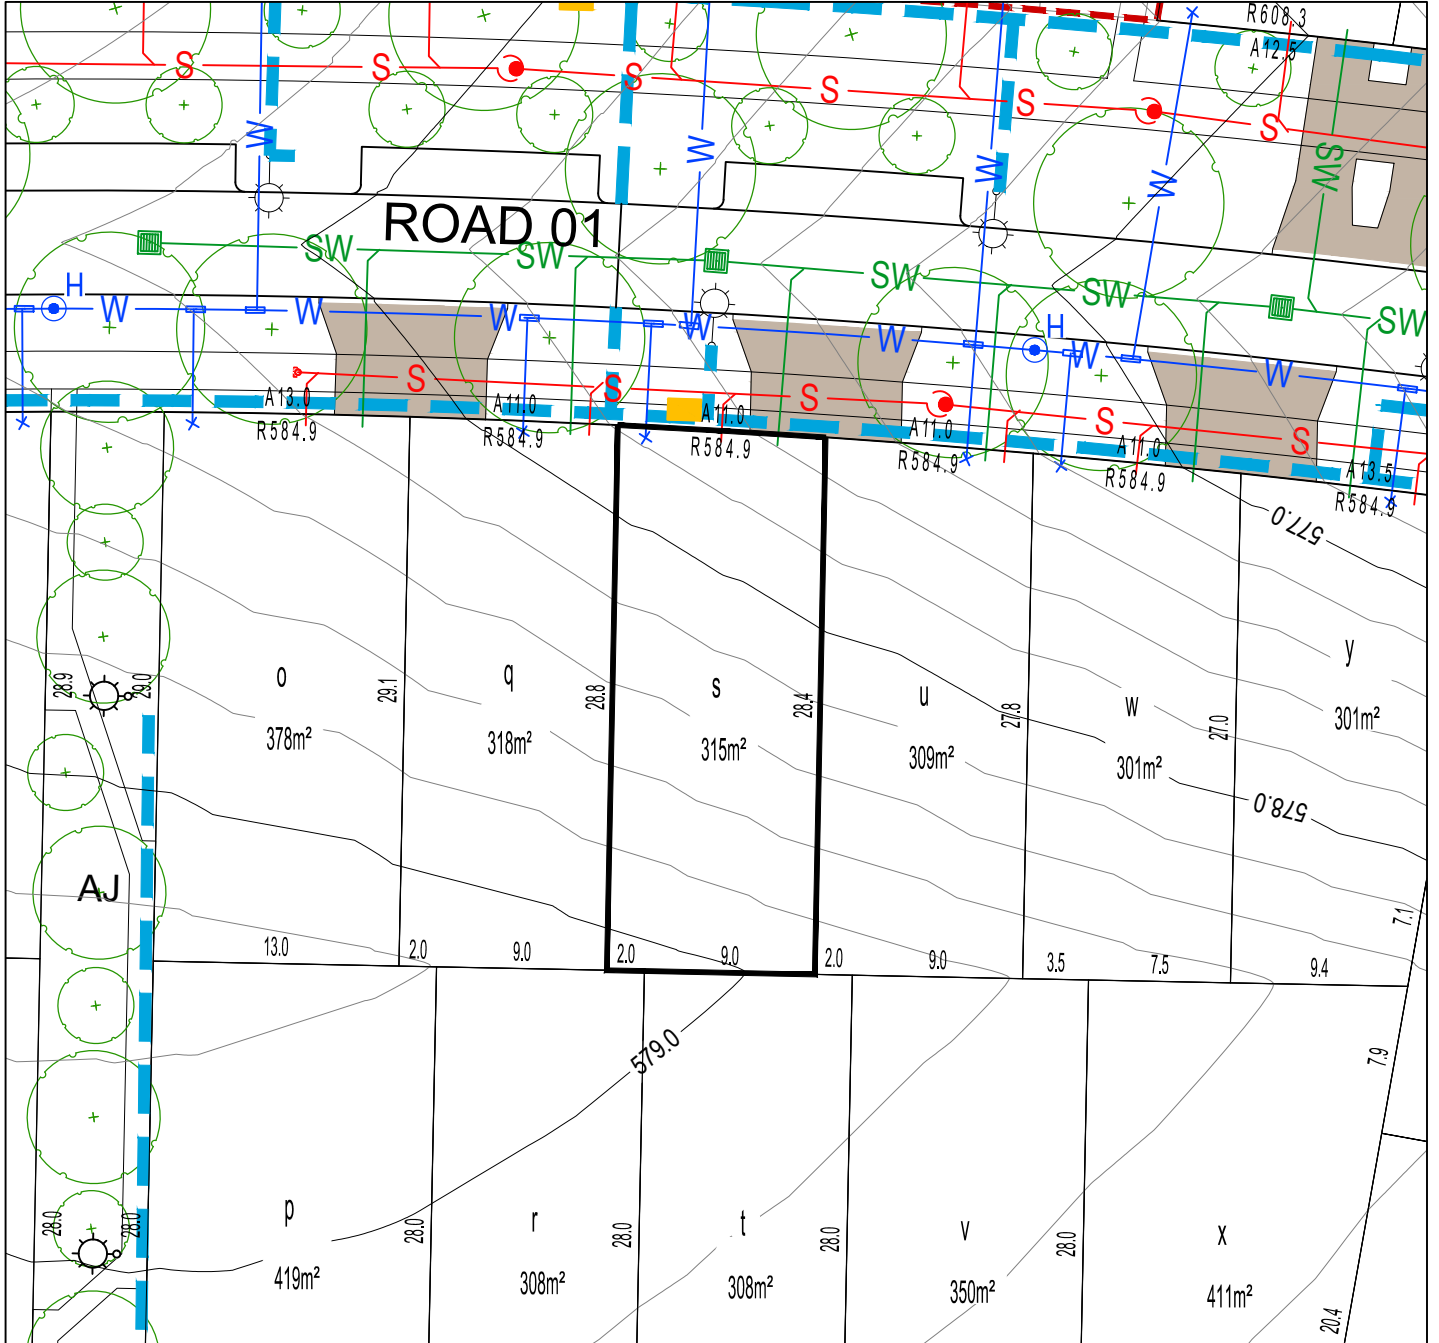 R608.3
A12.5
S S S S S S
W W W W
SW
ROAD 01
SW SW SW SW SW
H
W W W W W W W
H
S S S S S
A13.0 A11.0 A11.0 A11.0 A11.0 A13.5
R584.9 R584.9 R584.9 R584.9 R584.9 R584.9
577.0
o q s u w y
28.9 29.0 29.1 28.8 28.4 27.8 27.0
378m² 318m² 315m² 309m² 301m² 301m²
578.0
AJ
7.1
13.0 2.0 9.0 2.0 9.0 2.0 9.0 3.5 7.5 9.4
579.0
7.9
p r t v x
28.0 28.0 28.0 28.0 28.0 28.0
419m² 308m² 308m² 350m² 411m²
20.4